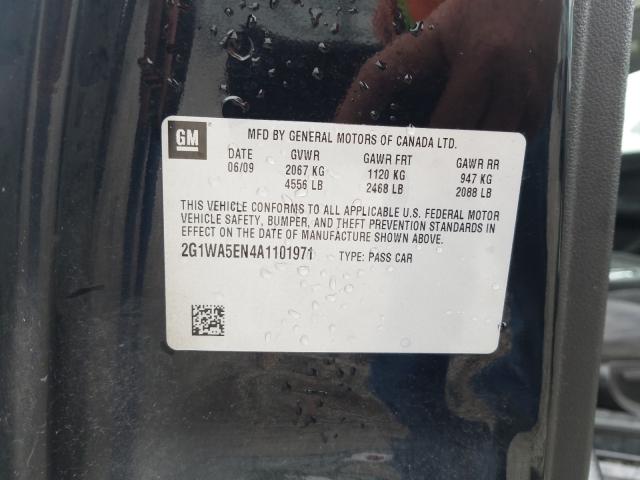 GM
MFD BY GENERAL MOTORS OF CANADA LTD.
DATE GVWR GAWR FRT GAWR RR
06/09 2067 KG 1120 KG 947 KG
4556 LB 2468 LB 2088 LB
THIS VEHICLE CONFORMS TO ALL APPLICABLE U.S. FEDERAL MOTOR
VEHICLE SAFETY, BUMPER, AND THEFT PREVENTION STANDARDS IN
EFFECT ON THE DATE OF MANUFACTURE SHOWN ABOVE.
2G1WA5EN4A1101971 TYPE: PASS CAR